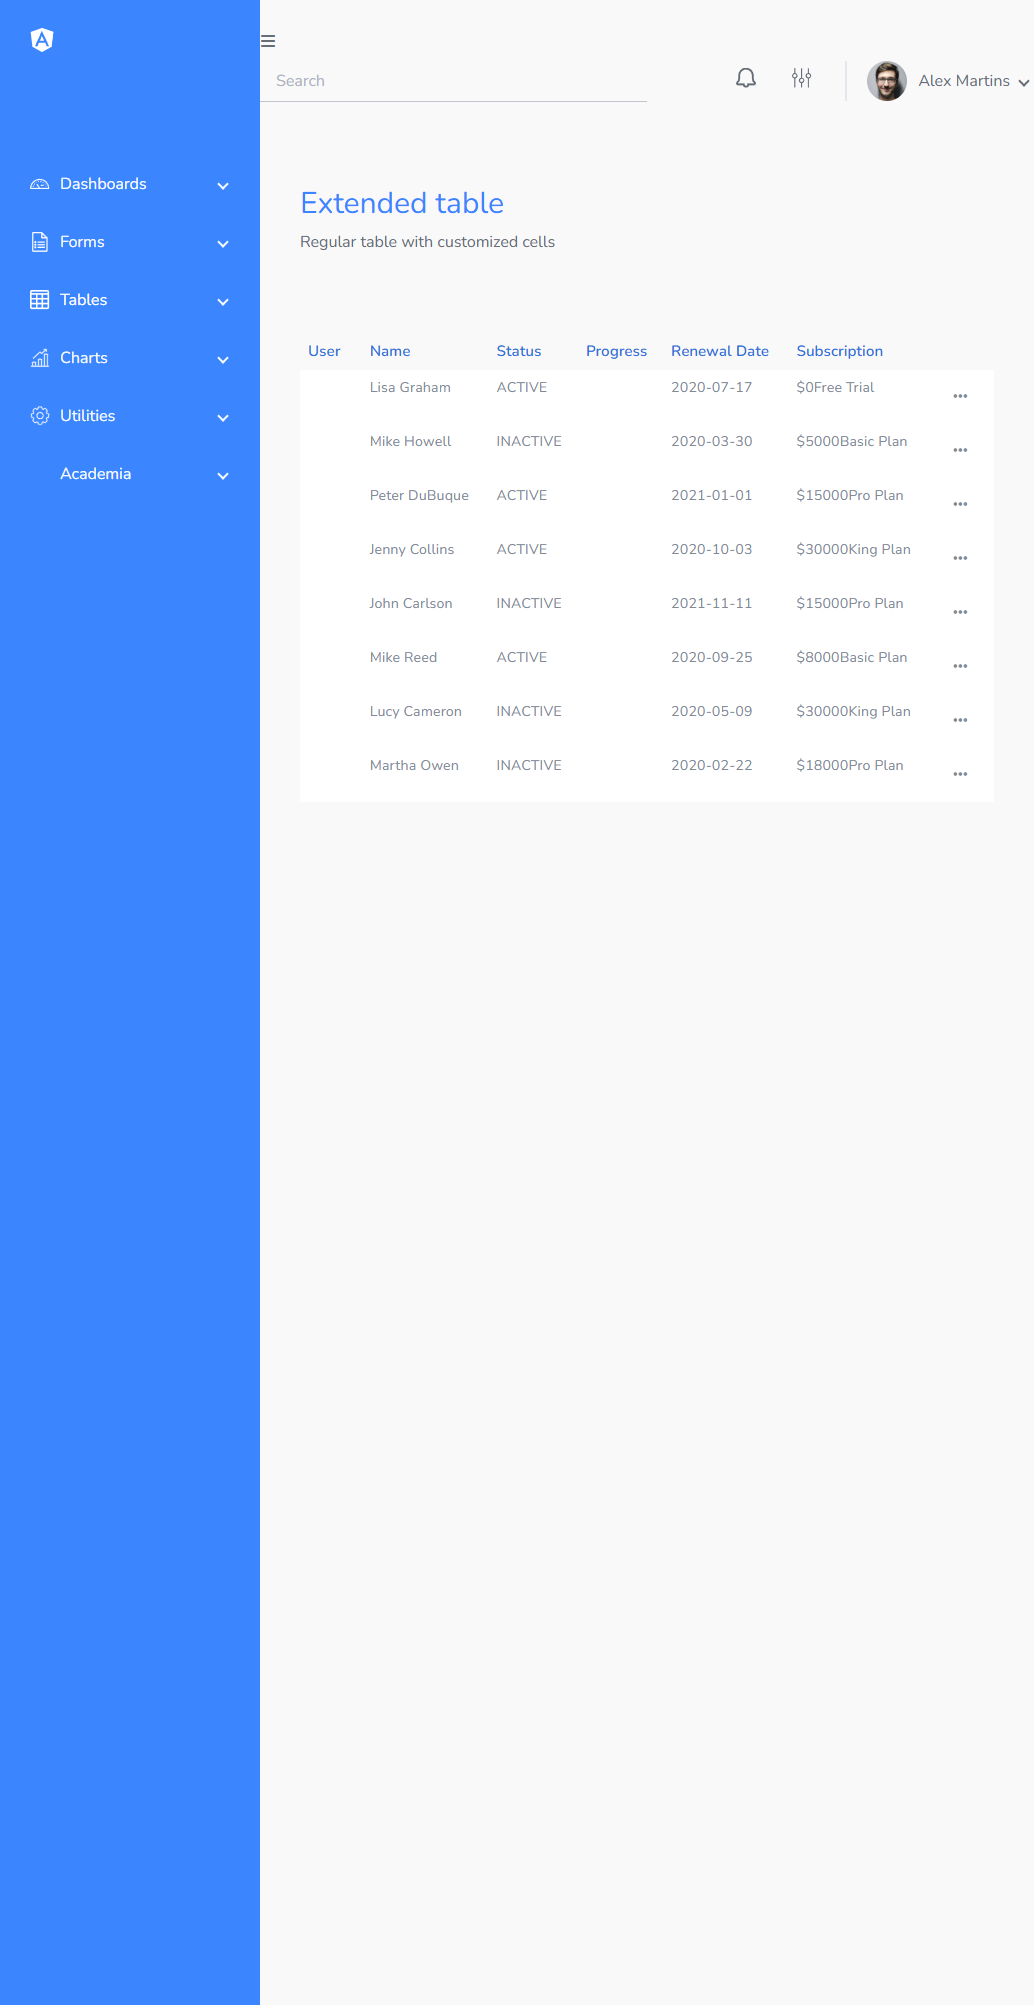 Search
Alex Martins
Dashboards
Forms
Tables
Charts
Utilities
Academia
Extended table
Regular table with customized cells
User Name Status Progress Renewal Date Subscription
Lisa Graham ACTIVE 2020-07-17 $0Free Trial
Mike Howell INACTIVE 2020-03-30 $5000Basic Plan
Peter DuBuque ACTIVE 2021-01-01 $15000Pro Plan
Jenny Collins ACTIVE 2020-10-03 $30000King Plan
John Carlson INACTIVE 2021-11-11 $15000Pro Plan
Mike Reed ACTIVE 2020-09-25 $8000Basic Plan
Lucy Cameron INACTIVE 2020-05-09 $30000King Plan
Martha Owen INACTIVE 2020-02-22 $18000Pro Plan